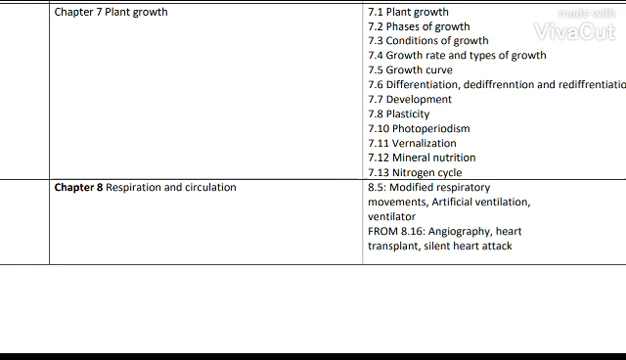 made with
VivaCut
Chapter 7 Plant growth
7.1 Plant growth
7.2 Phases of growth
7.3 Conditions of growth
7.4 Growth rate and types of growth
7.5 Growth curve
7.6 Differentiation, dediffrenntion and rediffrentiatio
7.7 Development
7.8 Plasticity
7.10 Photoperiodism
7.11 Vernalization
7.12 Mineral nutrition
7.13 Nitrogen cycle
Chapter 8 Respiration and circulation
8.5: Modified respiratory
movements, Artificial ventilation,
ventilator
FROM 8.16: Angiography, heart
transplant, silent heart attack